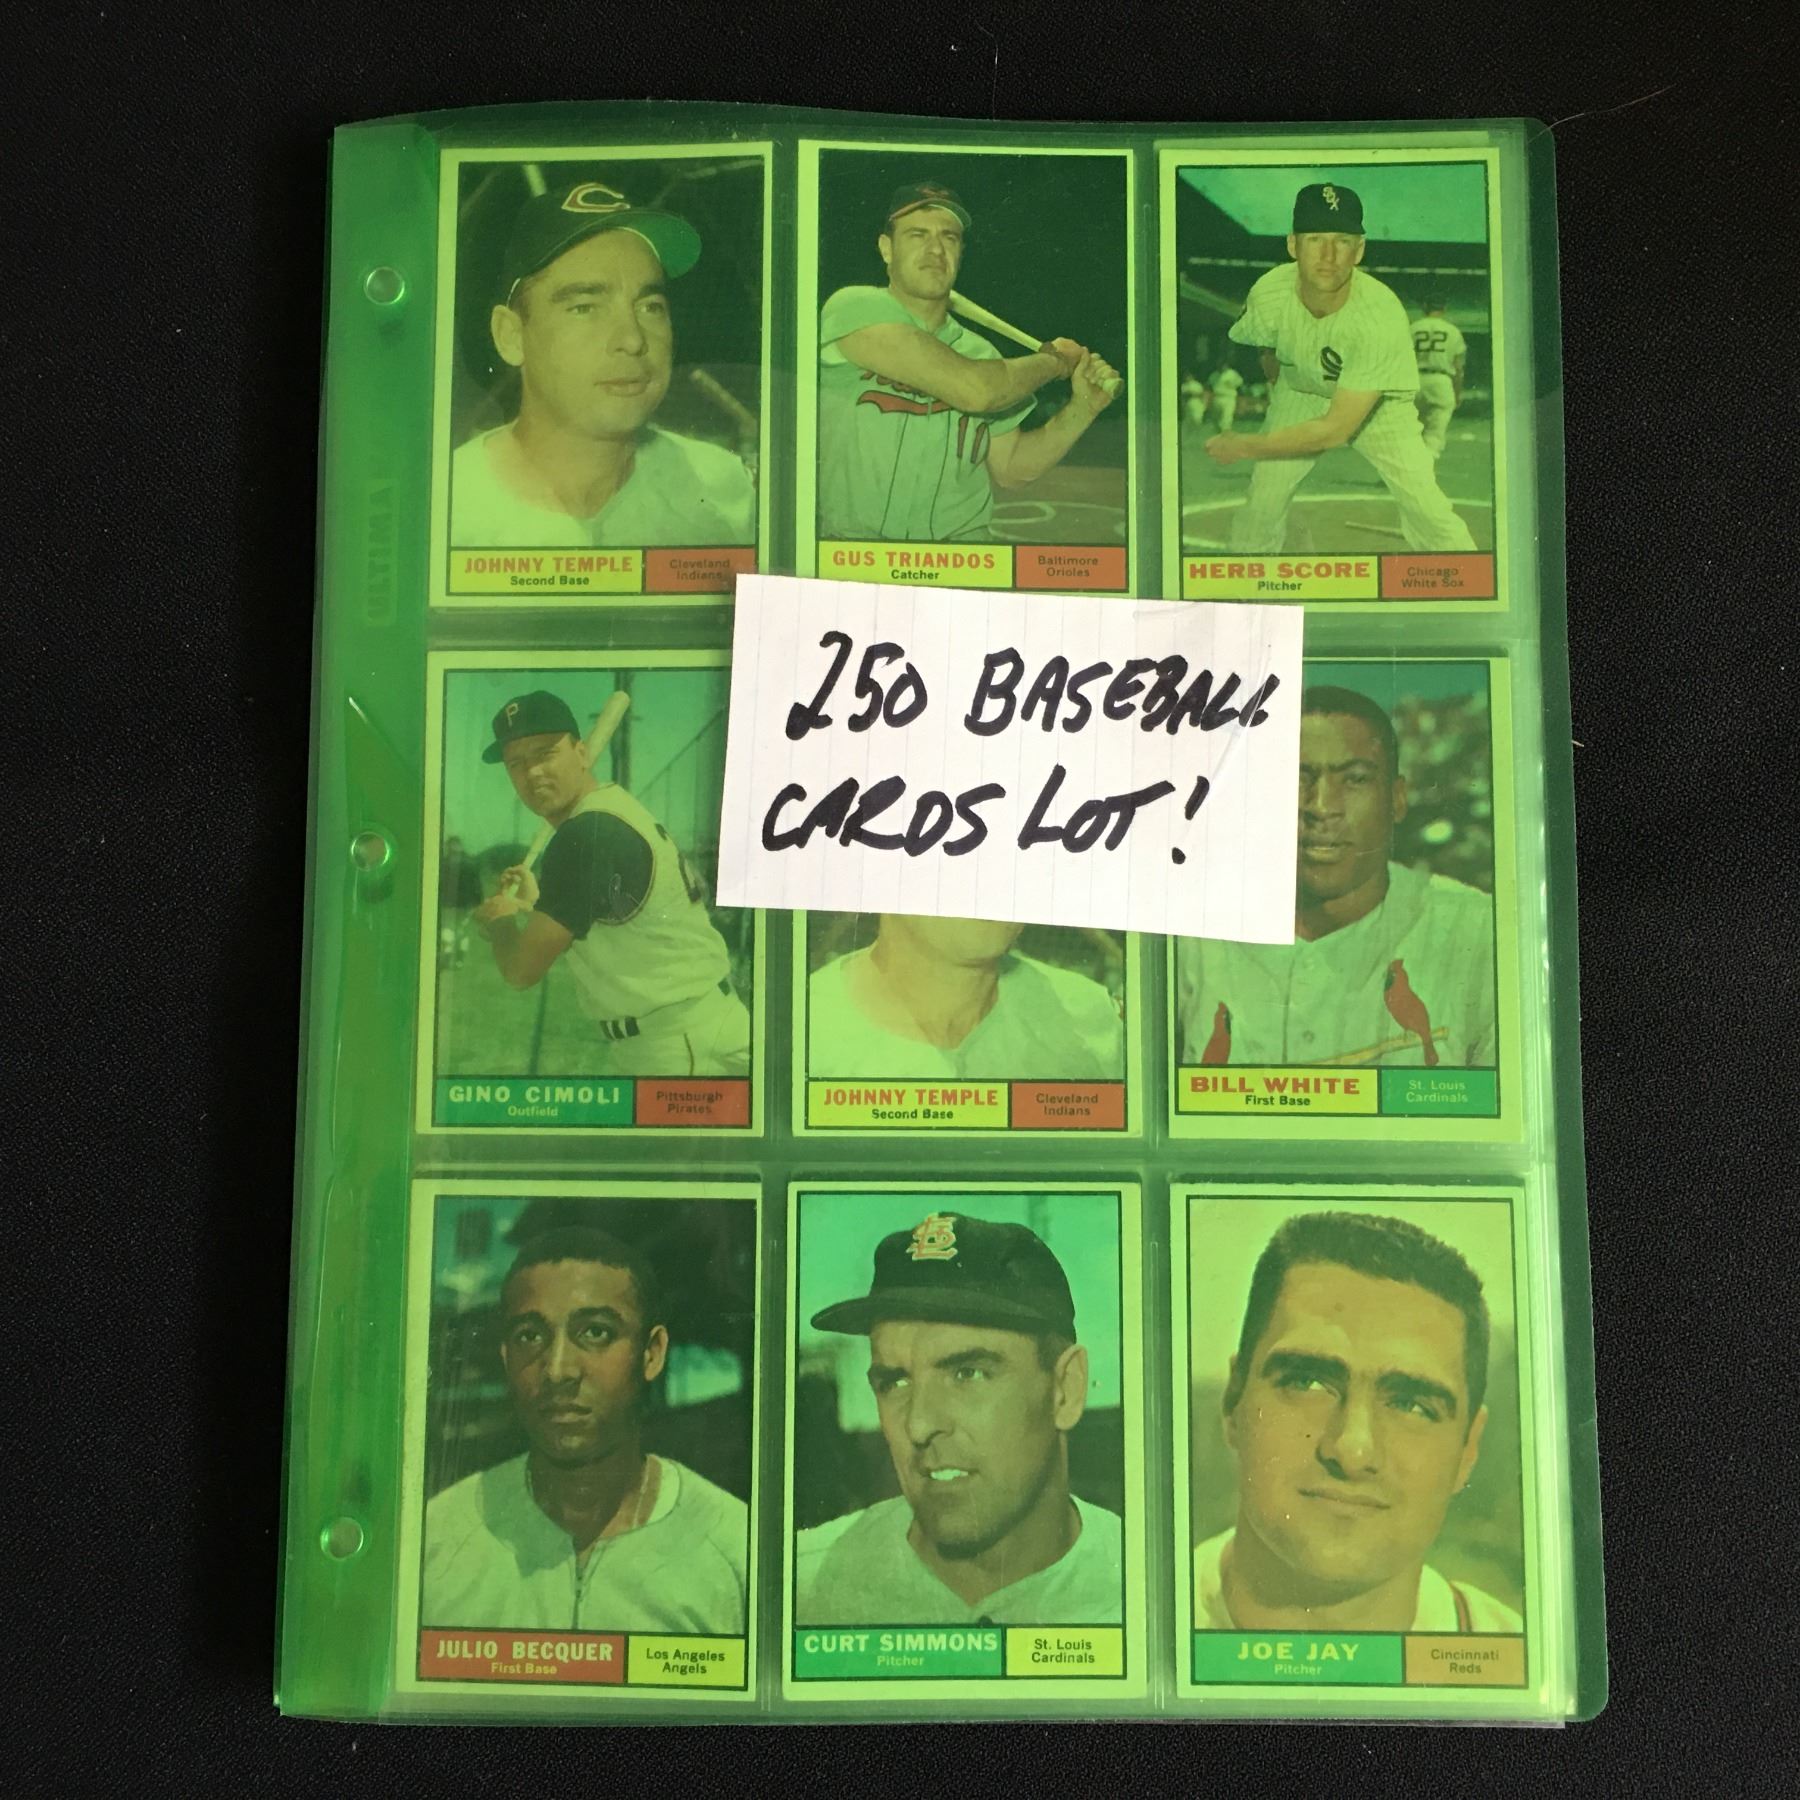 JOHNNY TEMPLE
Second Base
Cleveland
Indians
GUS TRIANDOS
Catcher
Baltimore
Orioles
HERB SCORE
Pitcher
Chicago
White Sox
SOX
22
11
P
250 BASEBALL
CARDS LOT!
GINO CIMOLI
Outfield
Pittsburgh
Pirates
JOHNNY TEMPLE
Second Base
Cleveland
Indians
BILL WHITE
First Base
St. Louis
Cardinals
JULIO BECQUER
First Base
Los Angeles
Angels
CURT SIMMONS
Pitcher
St. Louis
Cardinals
JOE JAY
Pitcher
Cincinnati
Reds